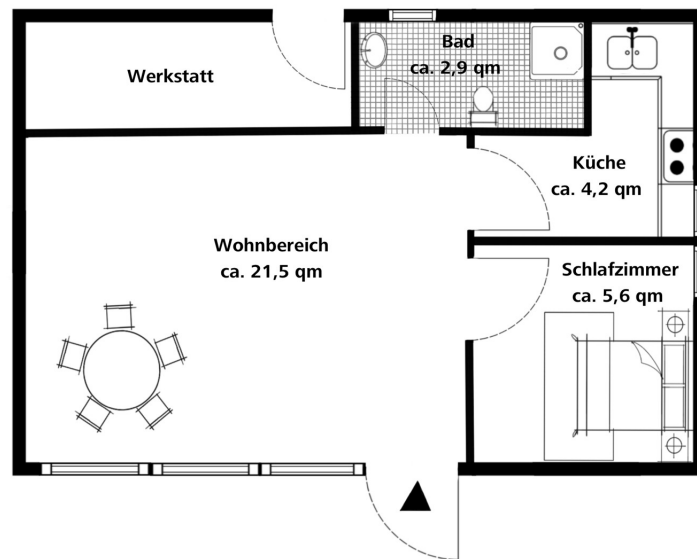 Werkstatt
Bad
ca. 2,9 qm
Küche
ca. 4,2 qm
Wohnbereich
ca. 21,5 qm
Schlafzimmer
ca. 5,6 qm